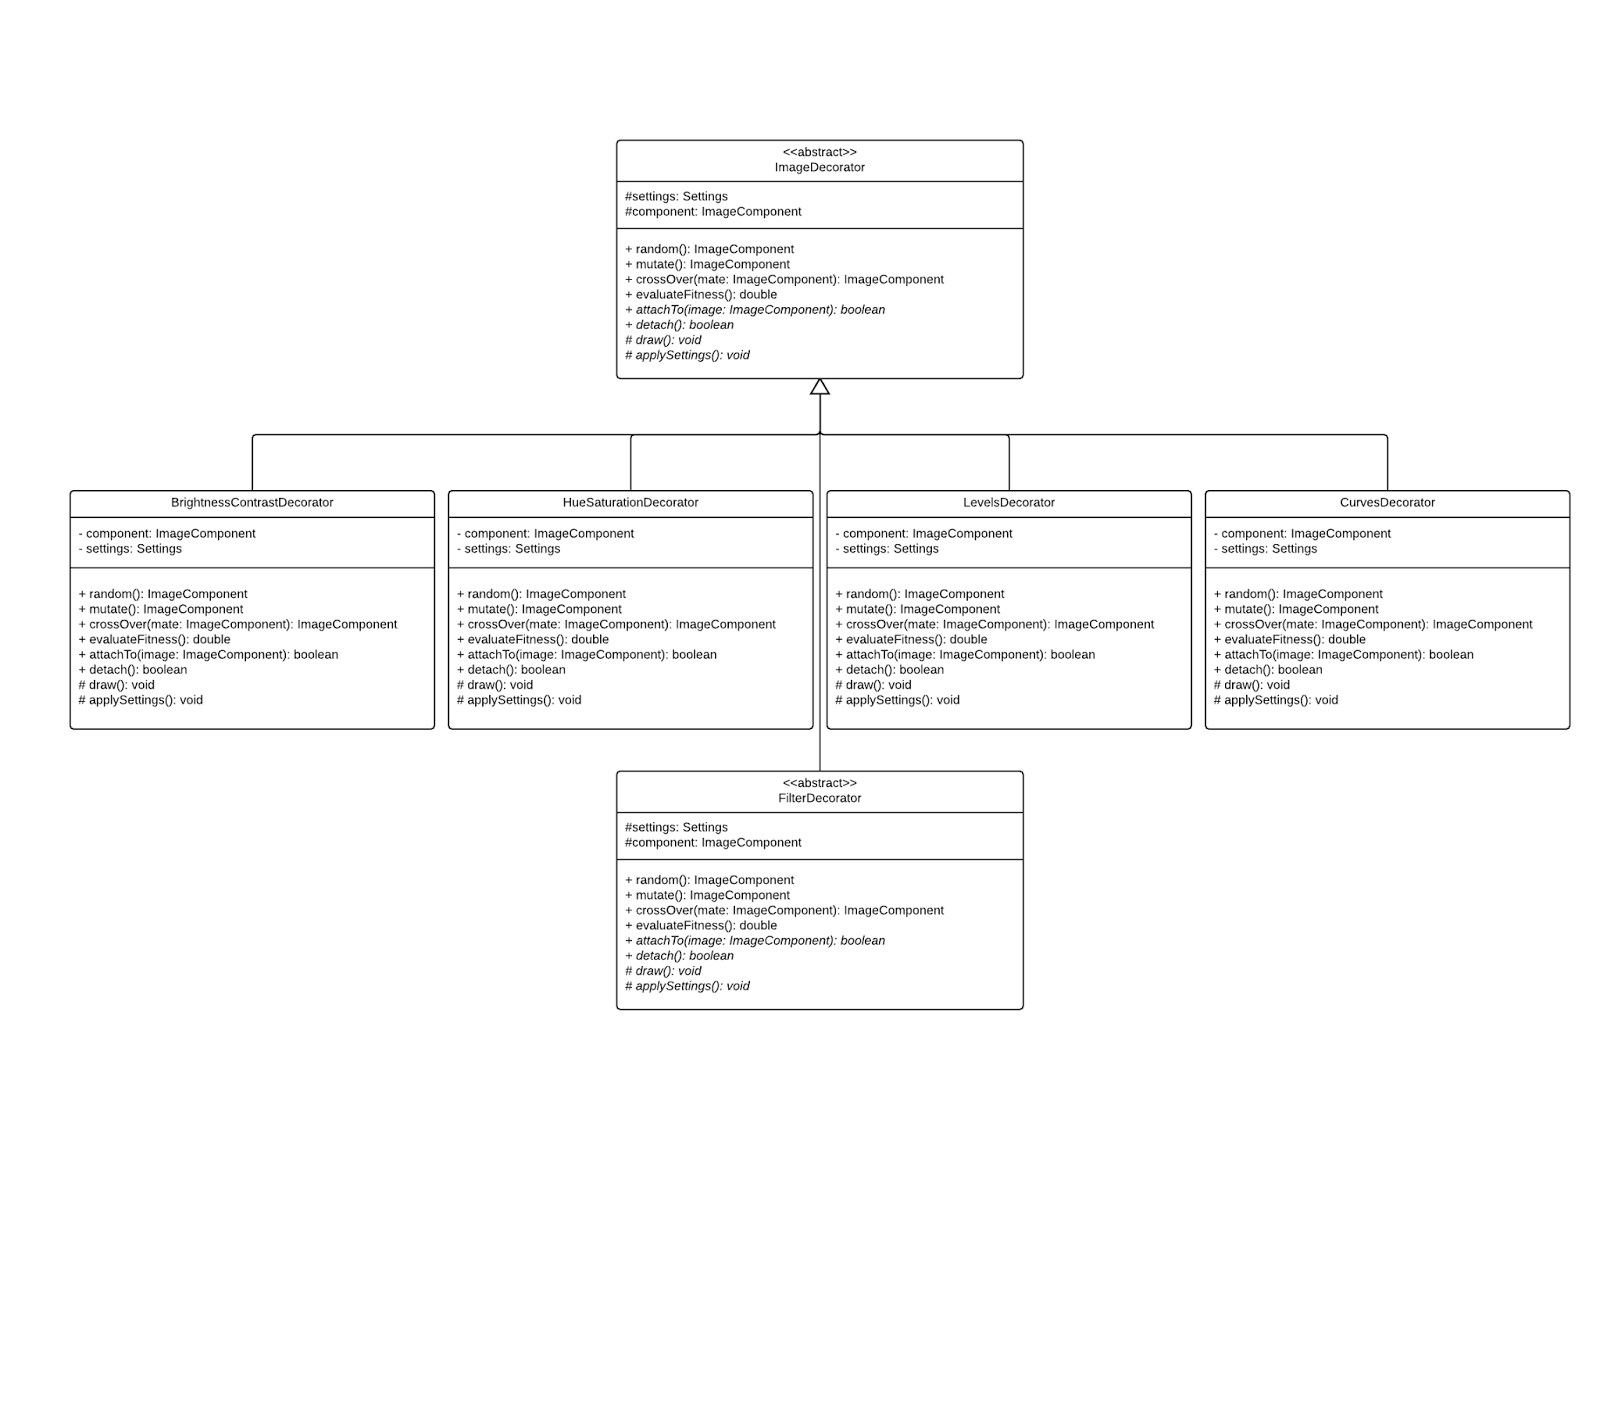 <<abstract>>
ImageDecorator
#settings: Settings
#component: ImageComponent
+ random(): ImageComponent
+ mutate(): ImageComponent
+ crossOver(mate: ImageComponent): ImageComponent
+ evaluateFitness(): double
+ attachTo(image: ImageComponent): boolean
+ detach(): boolean
# draw(): void
# applySettings(): void
BrightnessContrastDecorator
- component: ImageComponent
- settings: Settings
+ random(): ImageComponent
+ mutate(): ImageComponent
+ crossOver(mate: ImageComponent): ImageComponent
+ evaluateFitness(): double
+ attachTo(image: ImageComponent): boolean
+ detach(): boolean
# draw(): void
# applySettings(): void
HueSaturationDecorator
- component: ImageComponent
- settings: Settings
+ random(): ImageComponent
+ mutate(): ImageComponent
+ crossOver(mate: ImageComponent): ImageComponent
+ evaluateFitness(): double
+ attachTo(image: ImageComponent): boolean
+ detach(): boolean
# draw(): void
# applySettings(): void
LevelsDecorator
- component: ImageComponent
- settings: Settings
+ random(): ImageComponent
+ mutate(): ImageComponent
+ crossOver(mate: ImageComponent): ImageComponent
+ evaluateFitness(): double
+ attachTo(image: ImageComponent): boolean
+ detach(): boolean
# draw(): void
# applySettings(): void
CurvesDecorator
- component: ImageComponent
- settings: Settings
+ random(): ImageComponent
+ mutate(): ImageComponent
+ crossOver(mate: ImageComponent): ImageComponent
+ evaluateFitness(): double
+ attachTo(image: ImageComponent): boolean
+ detach(): boolean
# draw(): void
# applySettings(): void
<<abstract>>
FilterDecorator
#settings: Settings
#component: ImageComponent
+ random(): ImageComponent
+ mutate(): ImageComponent
+ crossOver(mate: ImageComponent): ImageComponent
+ evaluateFitness(): double
+ attachTo(image: ImageComponent): boolean
+ detach(): boolean
# draw(): void
# applySettings(): void